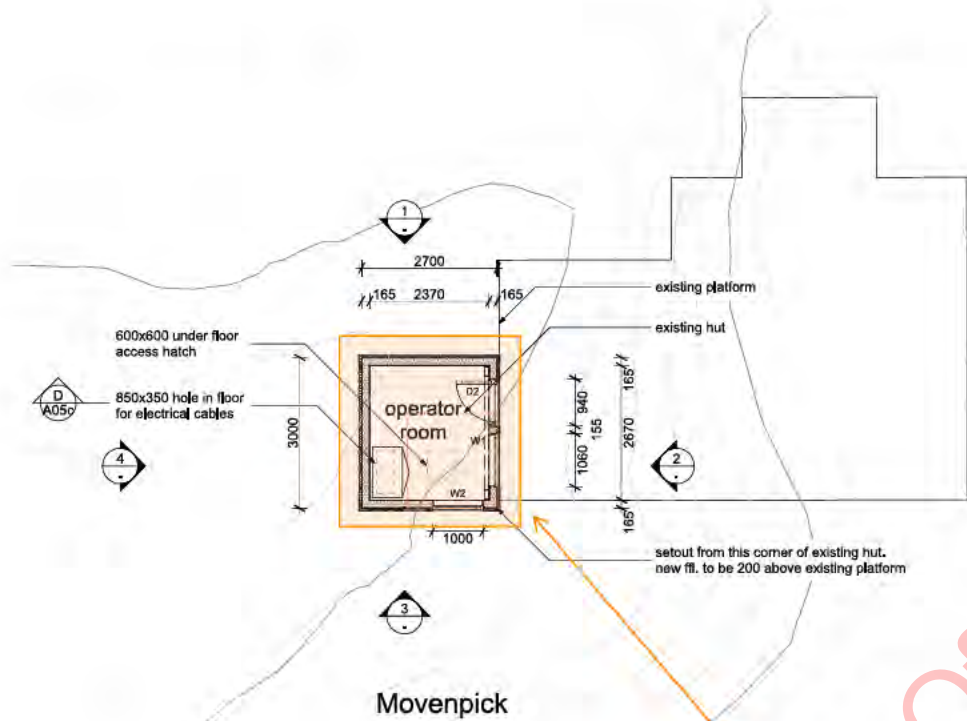 1
-
2700
165 2370 165
existing platform
existing hut
600x600 under floor
access hatch
850x350 hole in floor
for electrical cables
D
A05c
4
-
3000
operator
room
D2
W1
W2
940
155
1060
165
2670
165
2
-
1000
setout from this corner of existing hut.
new ffl. to be 200 above existing platform
3
-
Movenpick